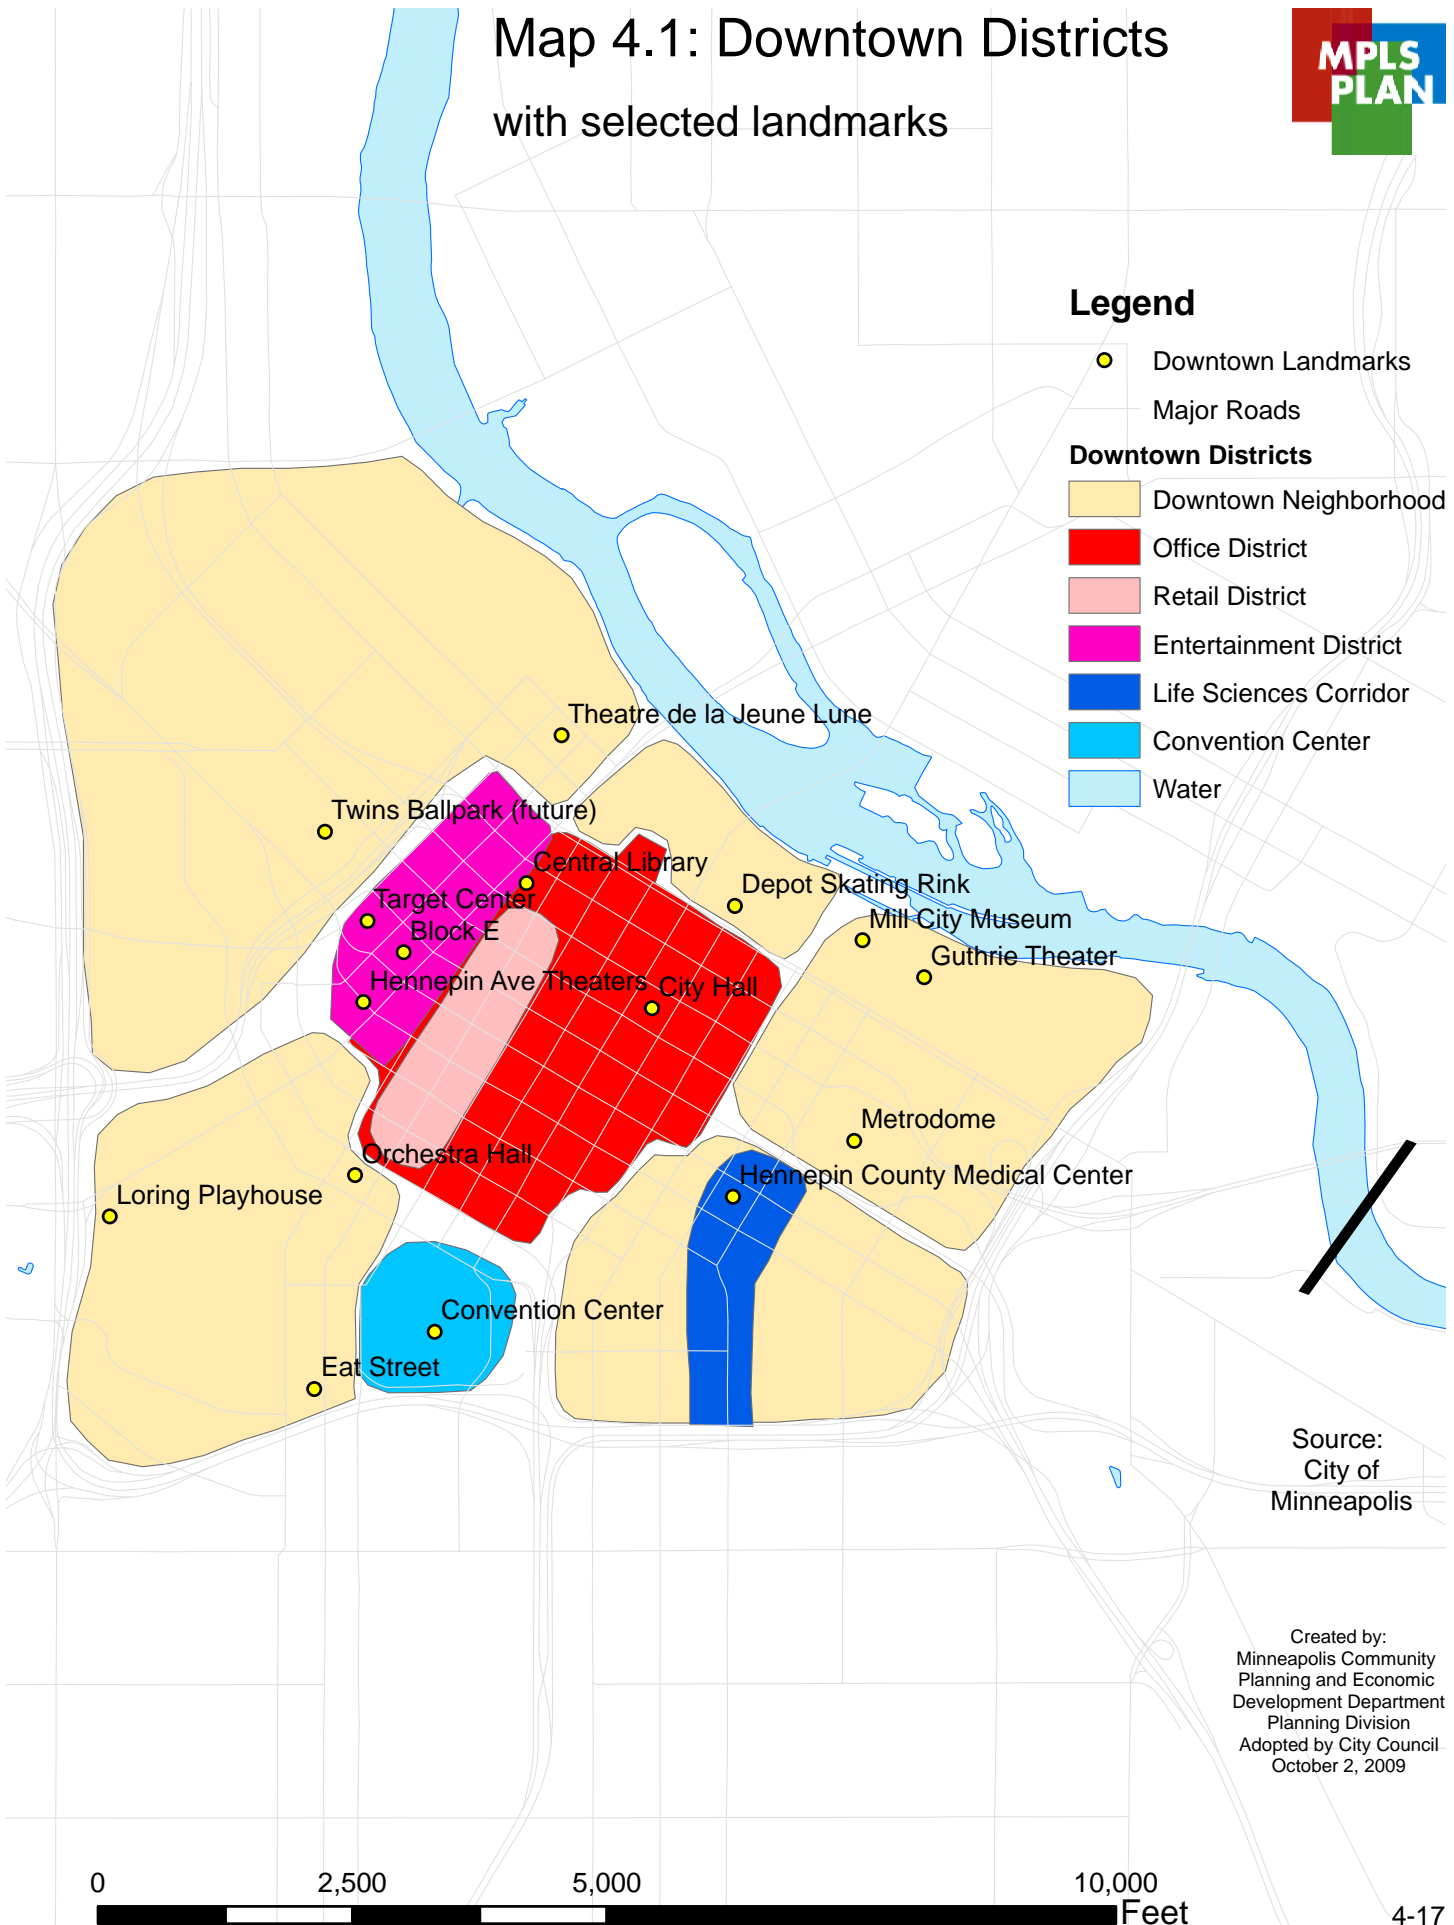 Map 4.1: Downtown Districts
with selected landmarks
MPLS
PLAN
Legend
Downtown Landmarks
Major Roads
Downtown Districts
Downtown Neighborhood
Office District
Retail District
Entertainment District
Life Sciences Corridor
Convention Center
Water
Theatre de la Jeune Lune
Twins Ballpark (future)
Central Library
Depot Skating Rink
Target Center
Mill City Museum
Block E
Guthrie Theater
Hennepin Ave Theaters
City Hall
Metrodome
Orchestra Hall
Hennepin County Medical Center
Loring Playhouse
Convention Center
Eat Street
Source:
City of
Minneapolis
Created by:
Minneapolis Community
Planning and Economic
Development Department
Planning Division
Adopted by City Council
October 2, 2009
0 2,500 5,000 10,000
Feet
4-17